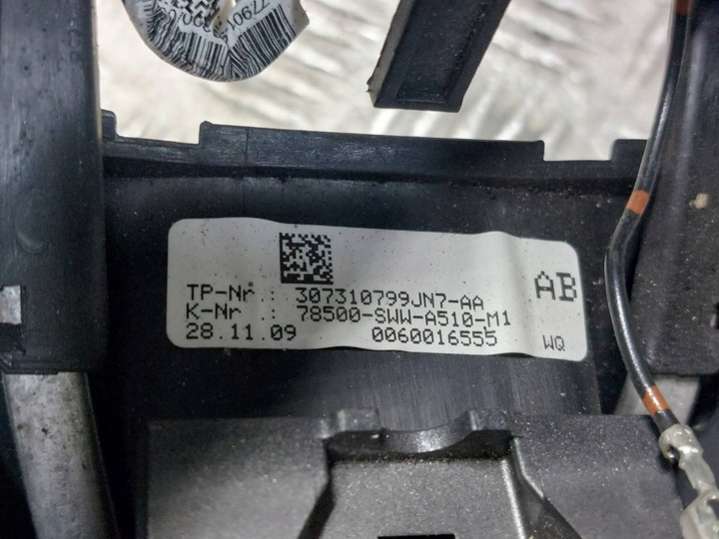 AB
TP-Nr.: 307310799JN7-AA
K-Nr .: 78500-SWW-A510-M1
28.11.09 0060016555 WQ